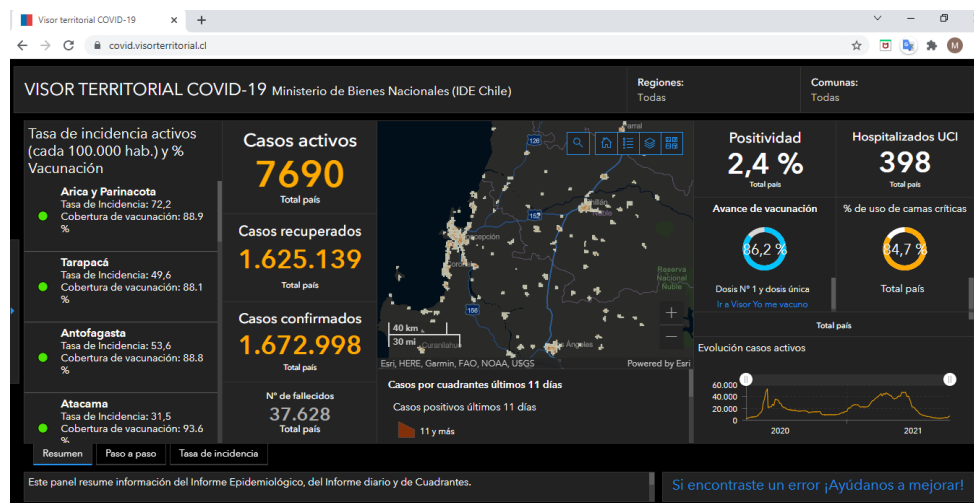 Visor territorial COVID-19
covid.visorterritorial.cl
M
VISOR TERRITORIAL COVID-19 Ministerio de Bienes Nacionales (IDE Chile)
Regiones:
Todas
Comunas:
Todas
Tasa de incidencia activos
(cada 100.000 hab.) y %
Vacunación
Arica y Parinacota
Tasa de Incidencia: 72,2
Cobertura de vacunación: 88.9
%
Tarapacá
Tasa de Incidencia: 49,6
Cobertura de vacunación: 88.1
%
Antofagasta
Tasa de Incidencia: 53,6
Cobertura de vacunación: 88.8
%
Atacama
Tasa de Incidencia: 31,5
Cobertura de vacunación: 93.6
%
Casos activos
7690
Total país
Casos recuperados
1.625.139
Total país
Casos confirmados
1.672.998
Total país
N° de fallecidos
37.628
Total país
126
152
156
Reserva
Nacional
Ñuble
40 km
30 mi
Curanilahue
Esri, HERE, Garmin, FAO, NOAA, USGS
Powered by Esri
Casos por cuadrantes últimos 11 días
Casos positivos últimos 11 días
11 y más
Positividad
2,4 %
Total país
Hospitalizados UCI
398
Total país
Avance de vacunación
86,2 %
Dosis N° 1 y dosis única
Ir a Visor Yo me vacuno
% de uso de camas críticas
84,7 %
Total país
Total país
Evolución casos activos
60.000
40.000
20.000
0
2020
2021
Resumen
Paso a paso
Tasa de incidencia
Este panel resume información del Informe Epidemiológico, del Informe diario y de Cuadrantes.
Si encontraste un error ¡Ayúdanos a mejorar!